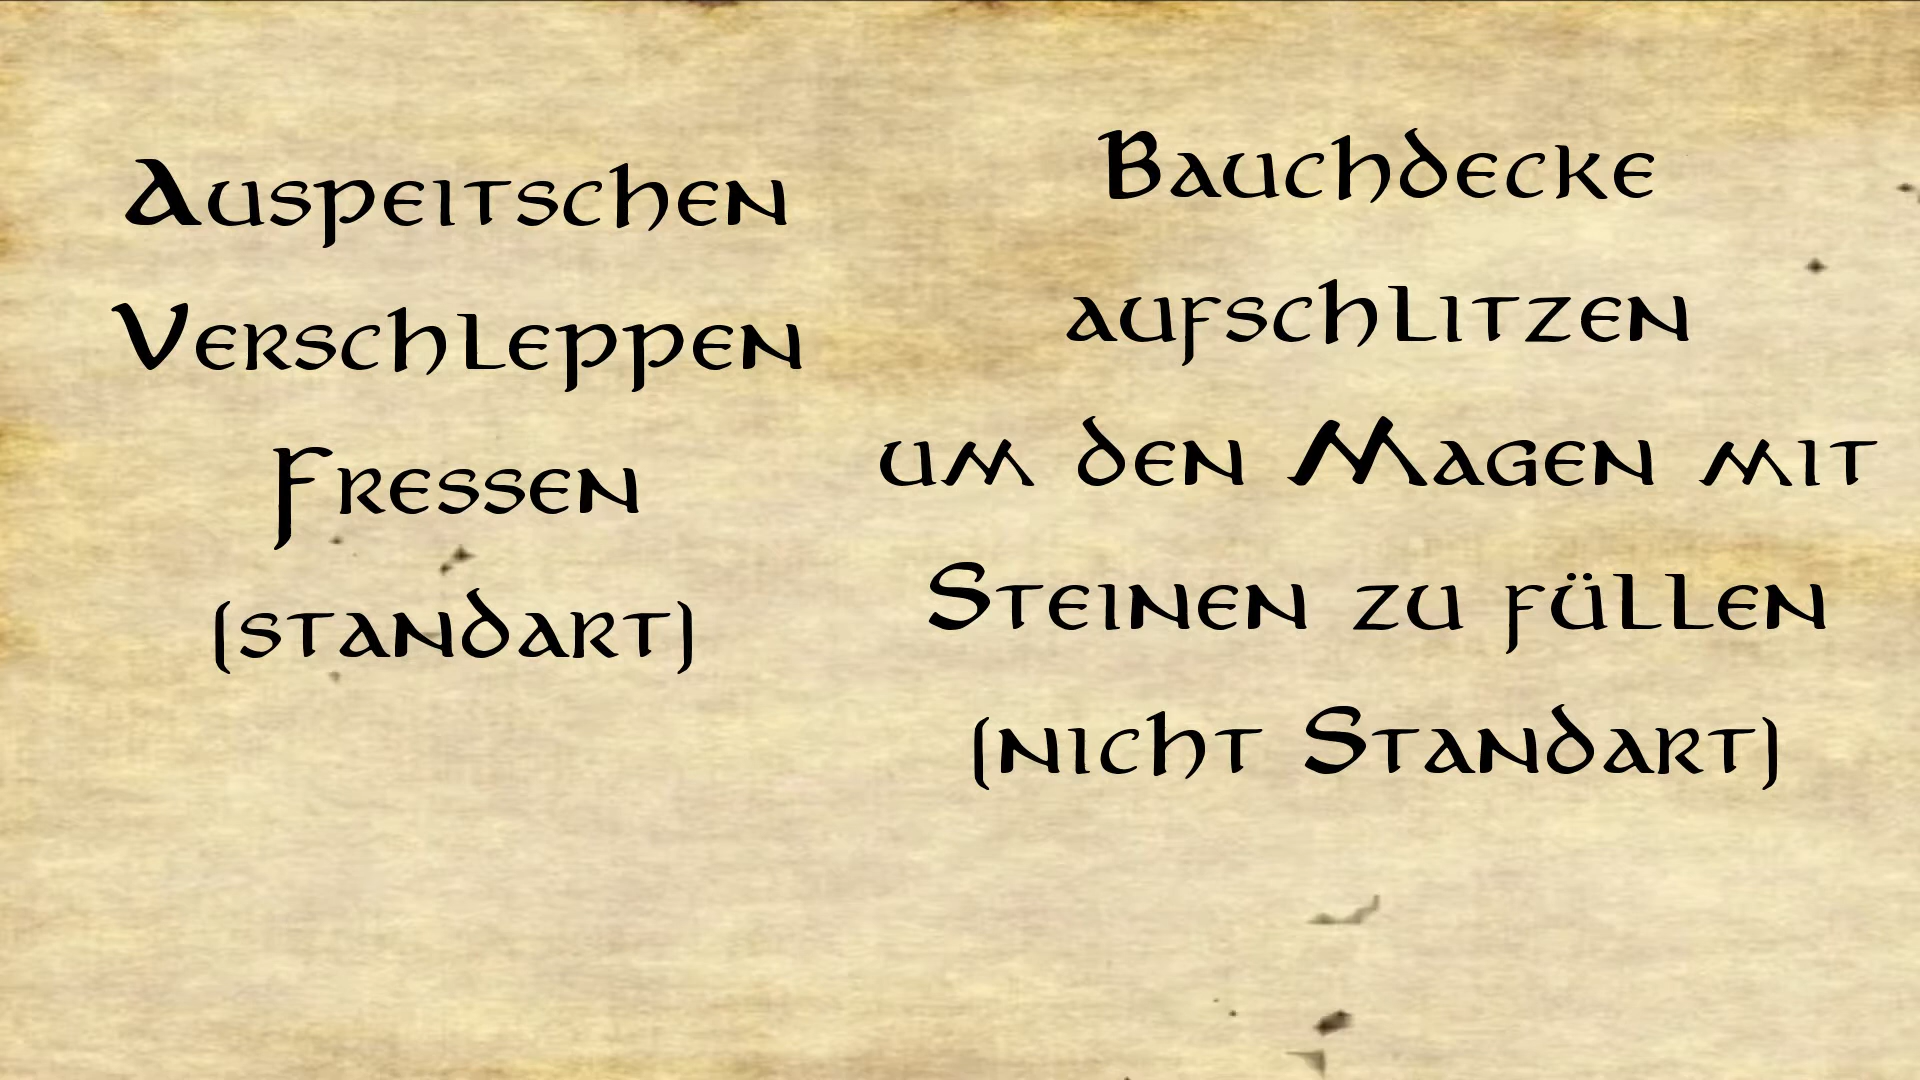 Auspeitschen
Verschleppen
Fressen
(standart)
Bauchdecke
aufschlitzen
um den Magen mit
Steinen zu füllen
(nicht Standart)